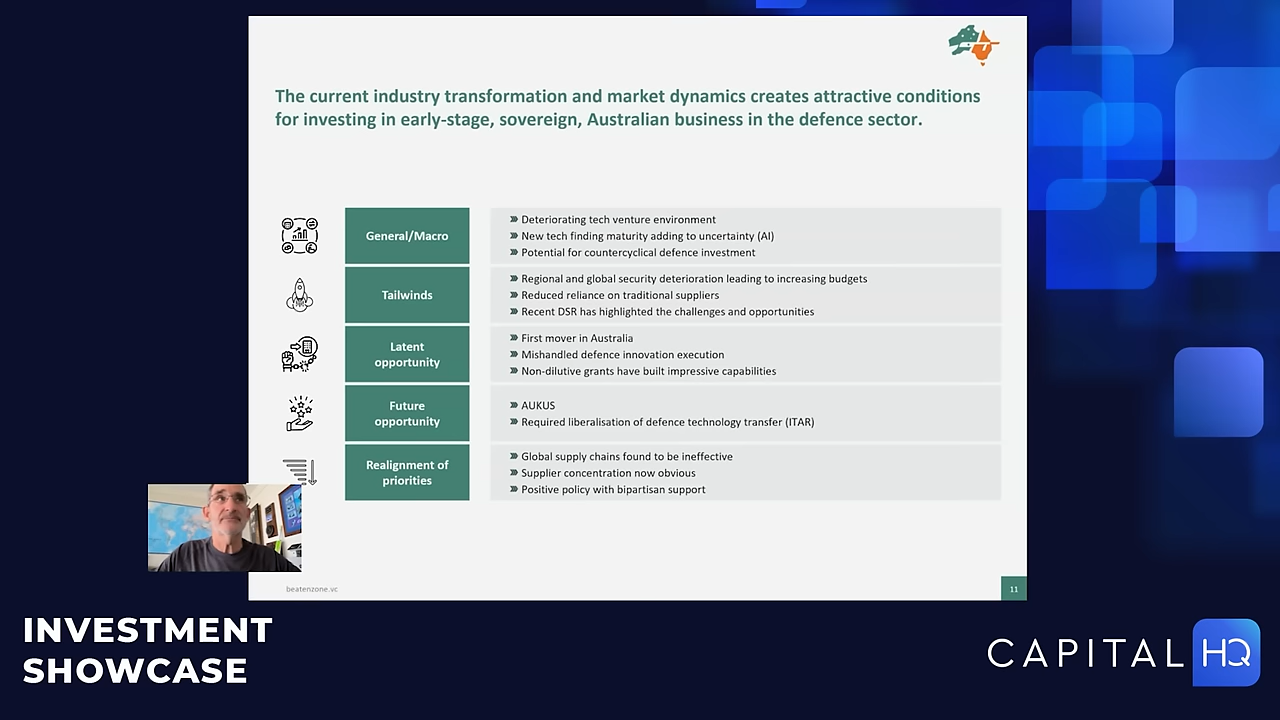 The current industry transformation and market dynamics creates attractive conditions
for investing in early-stage, sovereign, Australian business in the defence sector.
General/Macro
Deteriorating tech venture environment
New tech finding maturity adding to uncertainty (AI)
Potential for countercyclical defence investment
Tailwinds
Regional and global security deterioration leading to increasing budgets
Reduced reliance on traditional suppliers
Recent DSR has highlighted the challenges and opportunities
Latent
opportunity
First mover in Australia
Mishandled defence innovation execution
Non-dilutive grants have built impressive capabilities
Future
opportunity
AUKUS
Required liberalisation of defence technology transfer (ITAR)
Realignment of
priorities
Global supply chains found to be ineffective
Supplier concentration now obvious
Positive policy with bipartisan support
beatenzone.vc
11
INVESTMENT
SHOWCASE
CAPITAL HQ